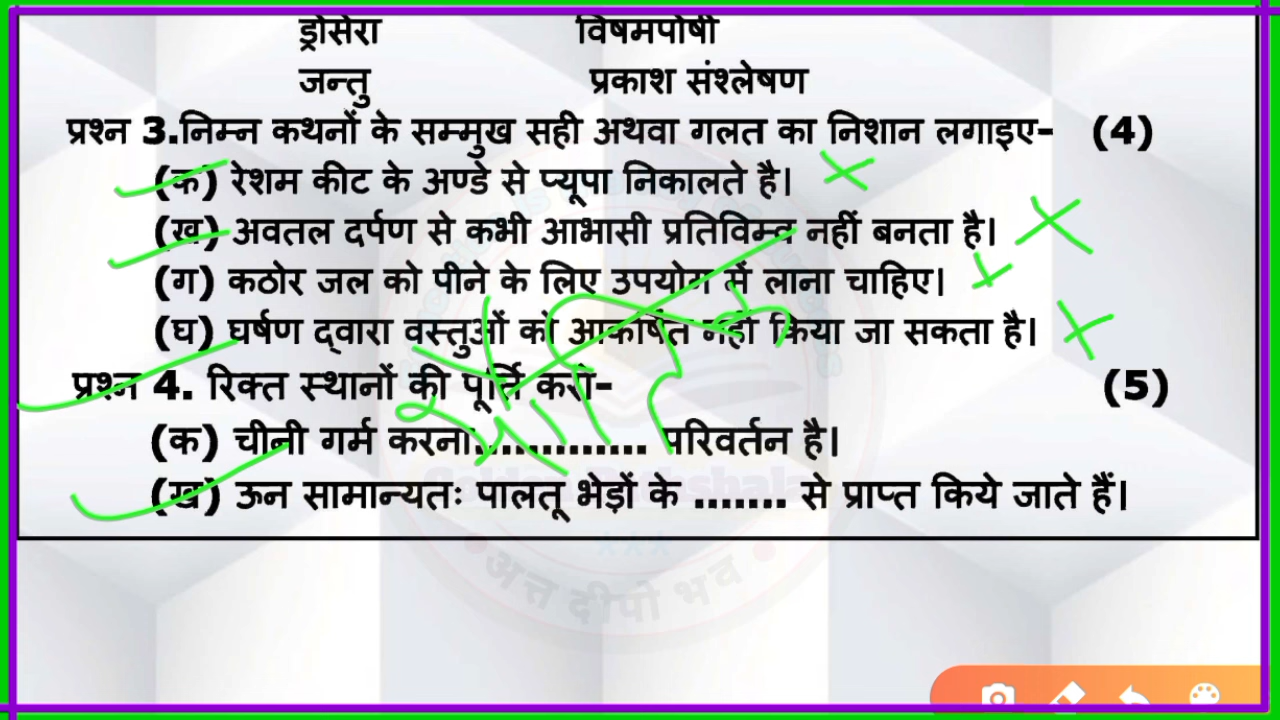 ड्रोसेरा विषमपोषी
जन्तु प्रकाश संश्लेषण
प्रश्न 3.निम्न कथनों के सम्मुख सही अथवा गलत का निशान लगाइए- (4)
(क) रेशम कीट के अण्डे से प्यूपा निकालते है।
(ख) अवतल दर्पण से कभी आभासी प्रतिविम्व नहीं बनता है।
(ग) कठोर जल को पीने के लिए उपयोग में लाना चाहिए।
(घ) घर्षण द्वारा वस्तुओं को आकर्षित नही किया जा सकता है।
प्रश्न 4. रिक्त स्थानों की पूर्ति करो- (5)
(क) चीनी गर्म करना............. परिवर्तन है।
(ख) ऊन सामान्यतः पालतू भेड़ों के ....... से प्राप्त किये जाते हैं।
अत्त दीपो भव